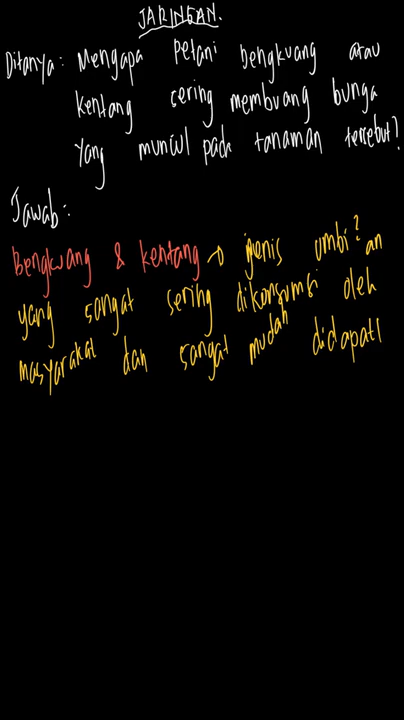 JARINGAN.
Ditanya: Mengapa petani bengkuang atau
kentang sering membuang bunga
yang muncul pada tanaman tersebut?
Jawab:
Bengkwang & kentang → jenis umbi²an
yang sangat sering dikonsumsi oleh
masyarakat dan sangat mudah didapati